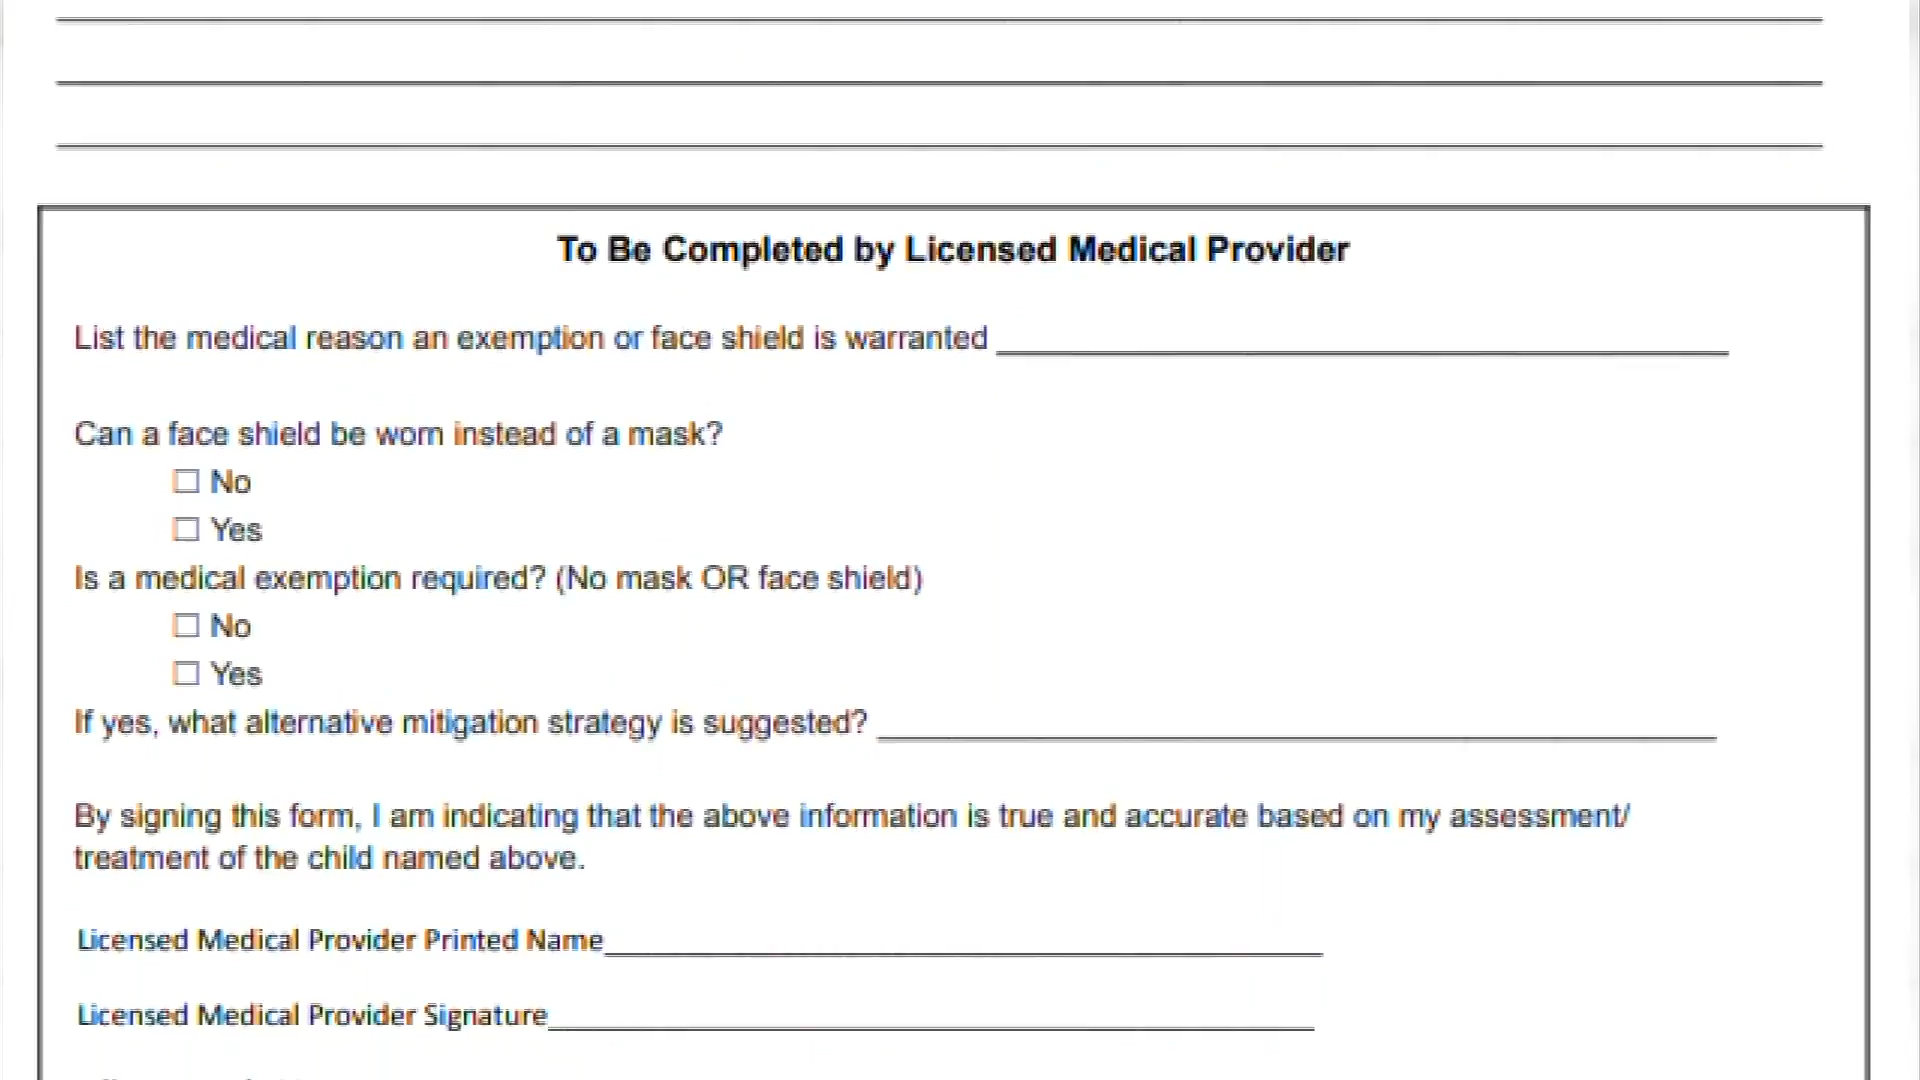 To Be Completed by Licensed Medical Provider
List the medical reason an exemption or face shield is warranted
Can a face shield be worn instead of a mask?
☐ No
☐ Yes
Is a medical exemption required? (No mask OR face shield)
☐ No
☐ Yes
If yes, what alternative mitigation strategy is suggested?
By signing this form, I am indicating that the above information is true and accurate based on my assessment/
treatment of the child named above.
Licensed Medical Provider Printed Name
Licensed Medical Provider Signature